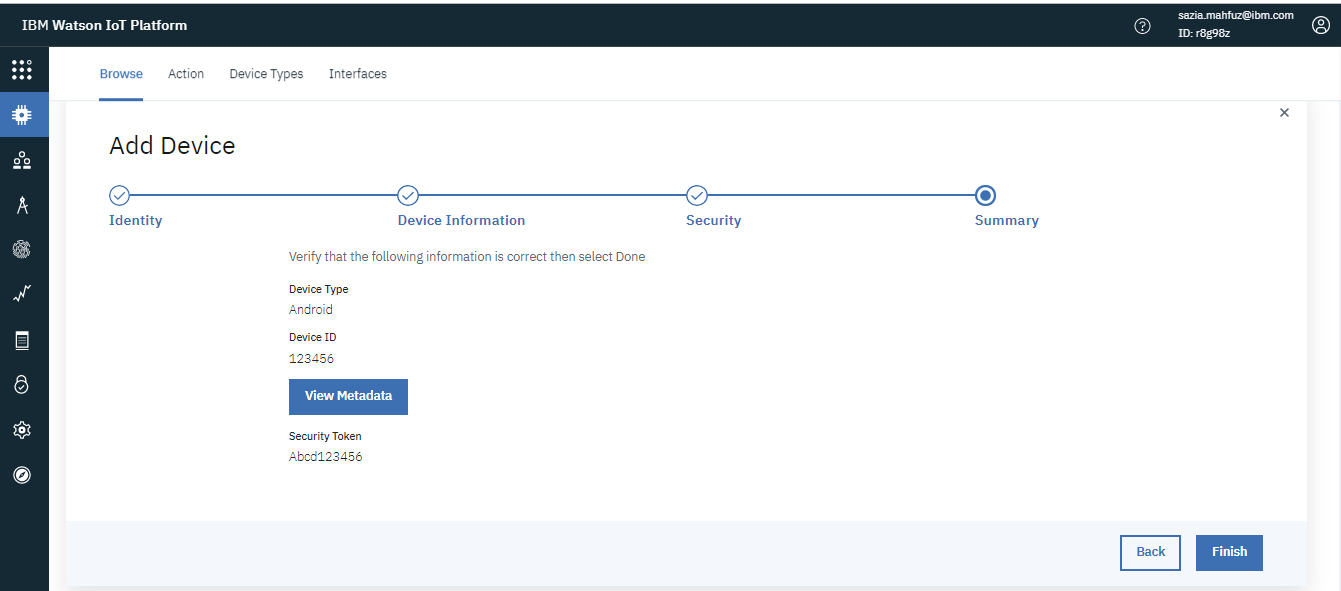 IBM Watson IoT Platform
sazia.mahfuz@ibm.com
ID: r8g98z
Browse Action Device Types Interfaces
Add Device
Identity Device Information Security Summary
Verify that the following information is correct then select Done
Device Type
Android
Device ID
123456
View Metadata
Security Token
Abcd123456
Back Finish